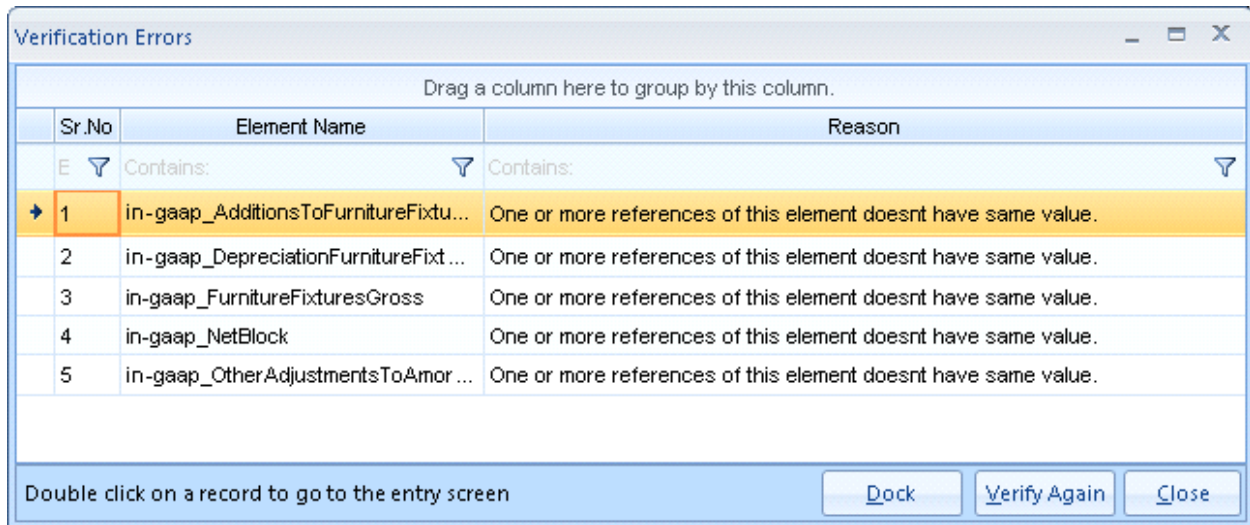 Verification Errors
Drag a column here to group by this column.
Sr.No Element Name Reason
E Contains: Contains:
1 in-gaap_AdditionsToFurnitureFixtu... One or more references of this element doesnt have same value.
2 in-gaap_DepreciationFurnitureFixt... One or more references of this element doesnt have same value.
3 in-gaap_FurnitureFixturesGross One or more references of this element doesnt have same value.
4 in-gaap_NetBlock One or more references of this element doesnt have same value.
5 in-gaap_OtherAdjustmentsToAmor... One or more references of this element doesnt have same value.
Double click on a record to go to the entry screen Dock Verify Again Close